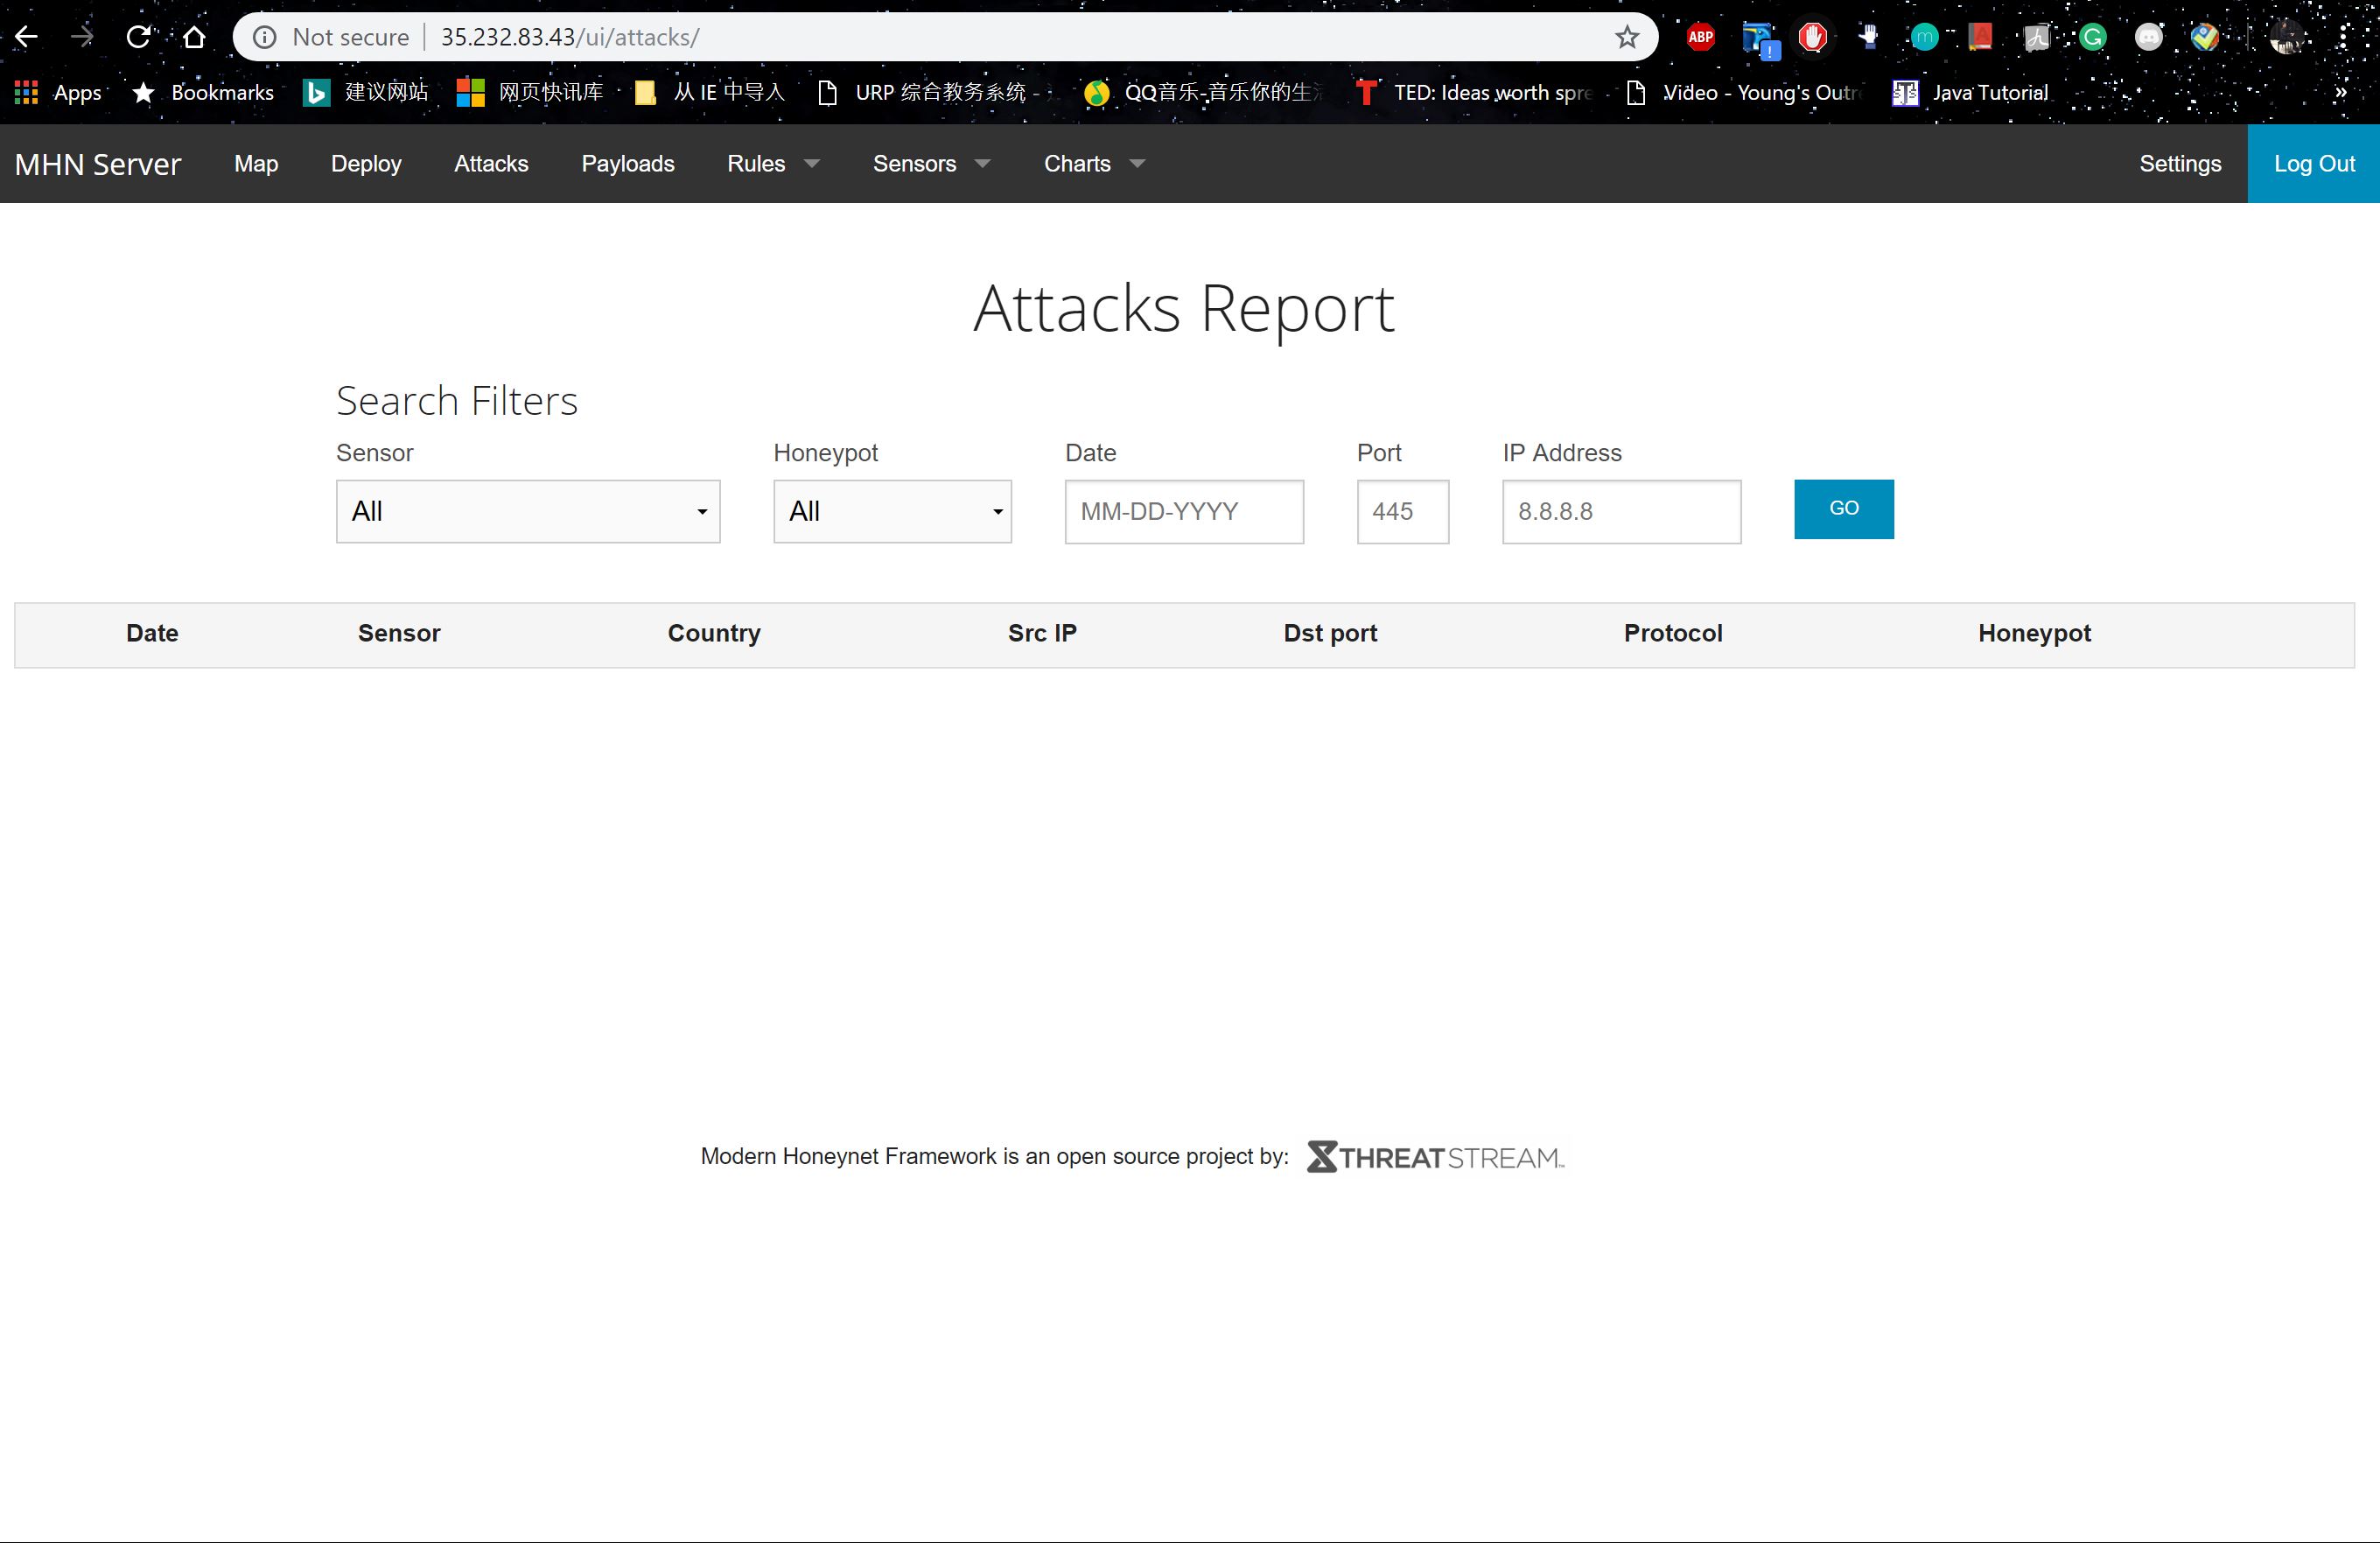 Not secure 35.232.83.43/ui/attacks/ ABP
Apps Bookmarks 建议网站 网页快讯库 从 IE 中导入 URP 综合教务系统 - QQ音乐-音乐你的生 TED: Ideas worth spre Video - Young's Outr Java Tutorial »
MHN Server Map Deploy Attacks Payloads Rules Sensors Charts Settings Log Out
Attacks Report
Search Filters
Sensor Honeypot Date Port IP Address
All All MM-DD-YYYY 445 8.8.8.8 GO
Date Sensor Country Src IP Dst port Protocol Honeypot
Modern Honeynet Framework is an open source project by: THREATSTREAM